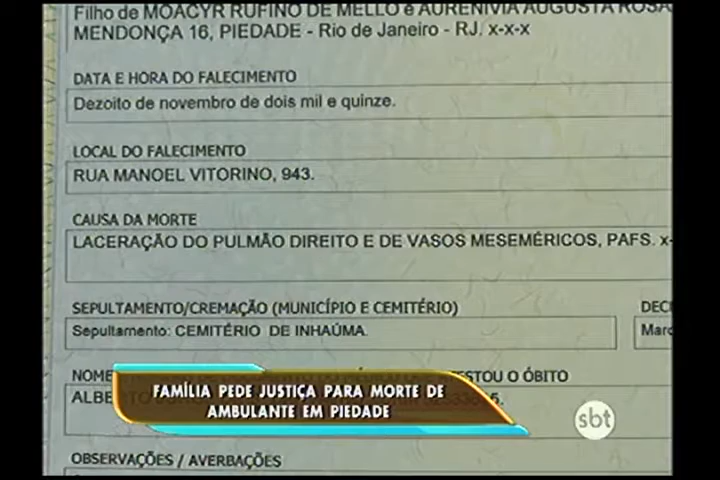 Filho de MOACYR RUFINO DE MELLO e AURENIVIA AUGUSTA ROSA
MENDONÇA 16, PIEDADE - Rio de Janeiro - RJ. x-x-x
DATA E HORA DO FALECIMENTO
Dezoito de novembro de dois mil e quinze.
LOCAL DO FALECIMENTO
RUA MANOEL VITORINO, 943.
CAUSA DA MORTE
LACERAÇÃO DO PULMÃO DIREITO E DE VASOS MESEMÉRICOS, PAFS. x-
SEPULTAMENTO/CREMAÇÃO (MUNICÍPIO E CEMITÉRIO)
DECL
Sepultamento: CEMITÉRIO DE INHAÚMA.
Marc
NOME
ESTOU O ÓBITO
ALBERT
FAMÍLIA PEDE JUSTIÇA PARA MORTE DE
AMBULANTE EM PIEDADE
sbt
OBSERVAÇÕES / AVERBAÇÕES